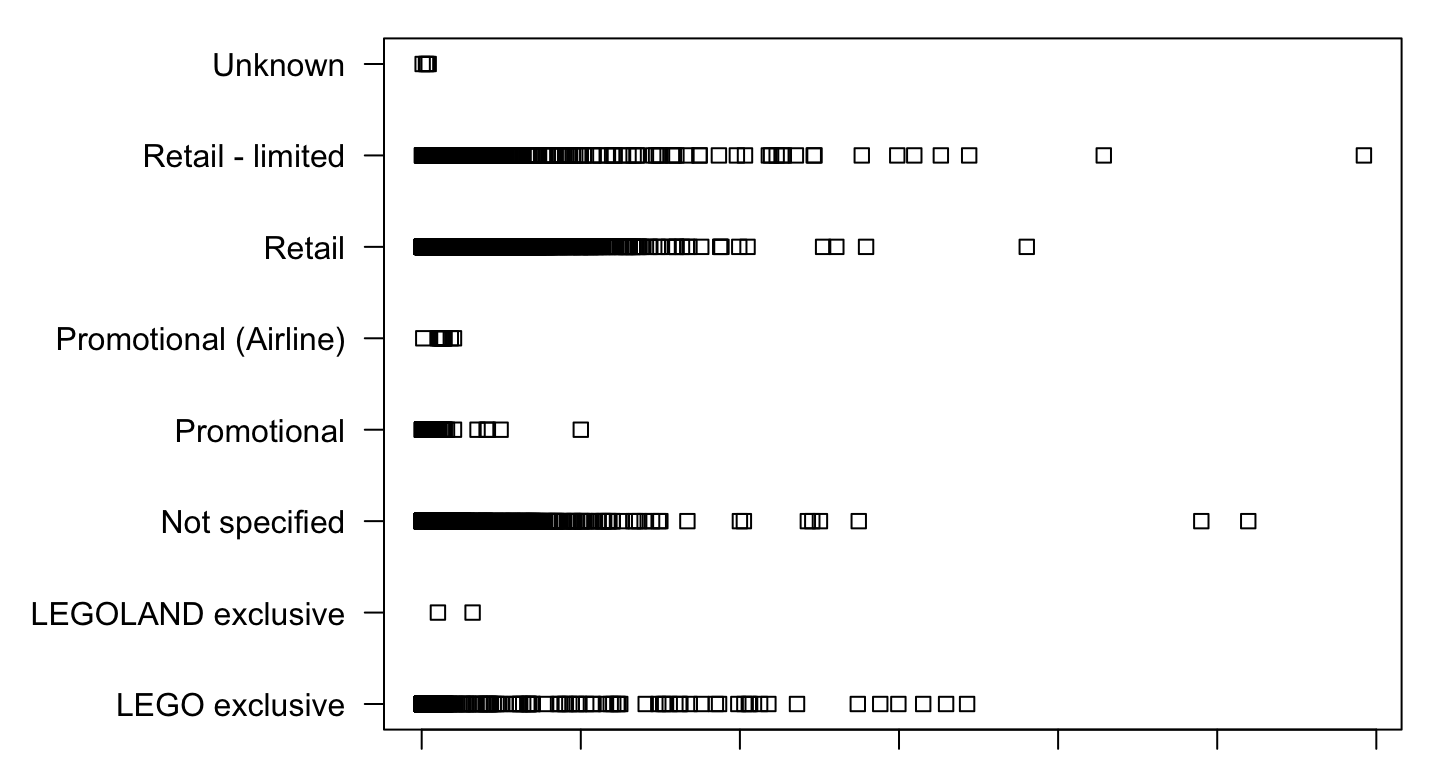 Unknown
Retail - limited
Retail
Promotional (Airline)
Promotional
Not specified
LEGOLAND exclusive
LEGO exclusive